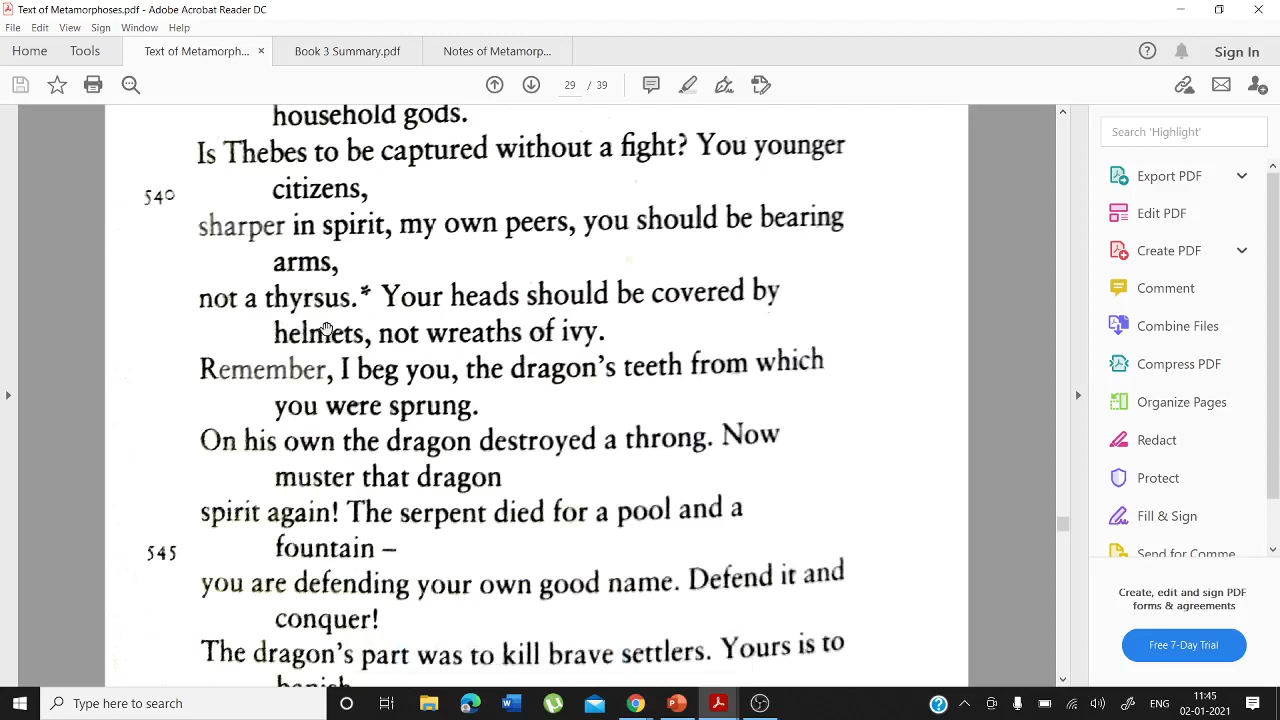 Text of Metamorphoses.pdf - Adobe Acrobat Reader DC
File Edit View Sign Window Help
Home Tools Text of Metamorph... × Book 3 Summary.pdf Notes of Metamorp... Sign In
29 / 39
household gods.
Is Thebes to be captured without a fight? You younger
540 citizens,
sharper in spirit, my own peers, you should be bearing
arms,
not a thyrsus.* Your heads should be covered by
helmets, not wreaths of ivy.
Remember, I beg you, the dragon's teeth from which
you were sprung.
On his own the dragon destroyed a throng. Now
muster that dragon
spirit again! The serpent died for a pool and a
545 fountain –
you are defending your own good name. Defend it and
conquer!
The dragon's part was to kill brave settlers. Yours is to
banish
Search 'Highlight'
Export PDF
Edit PDF
Create PDF
Comment
Combine Files
Compress PDF
Organize Pages
Redact
Protect
Fill & Sign
Send for Comme
Create, edit and sign PDF
forms & agreements
Free 7-Day Trial
Type here to search
ENG
11:45
02-01-2021